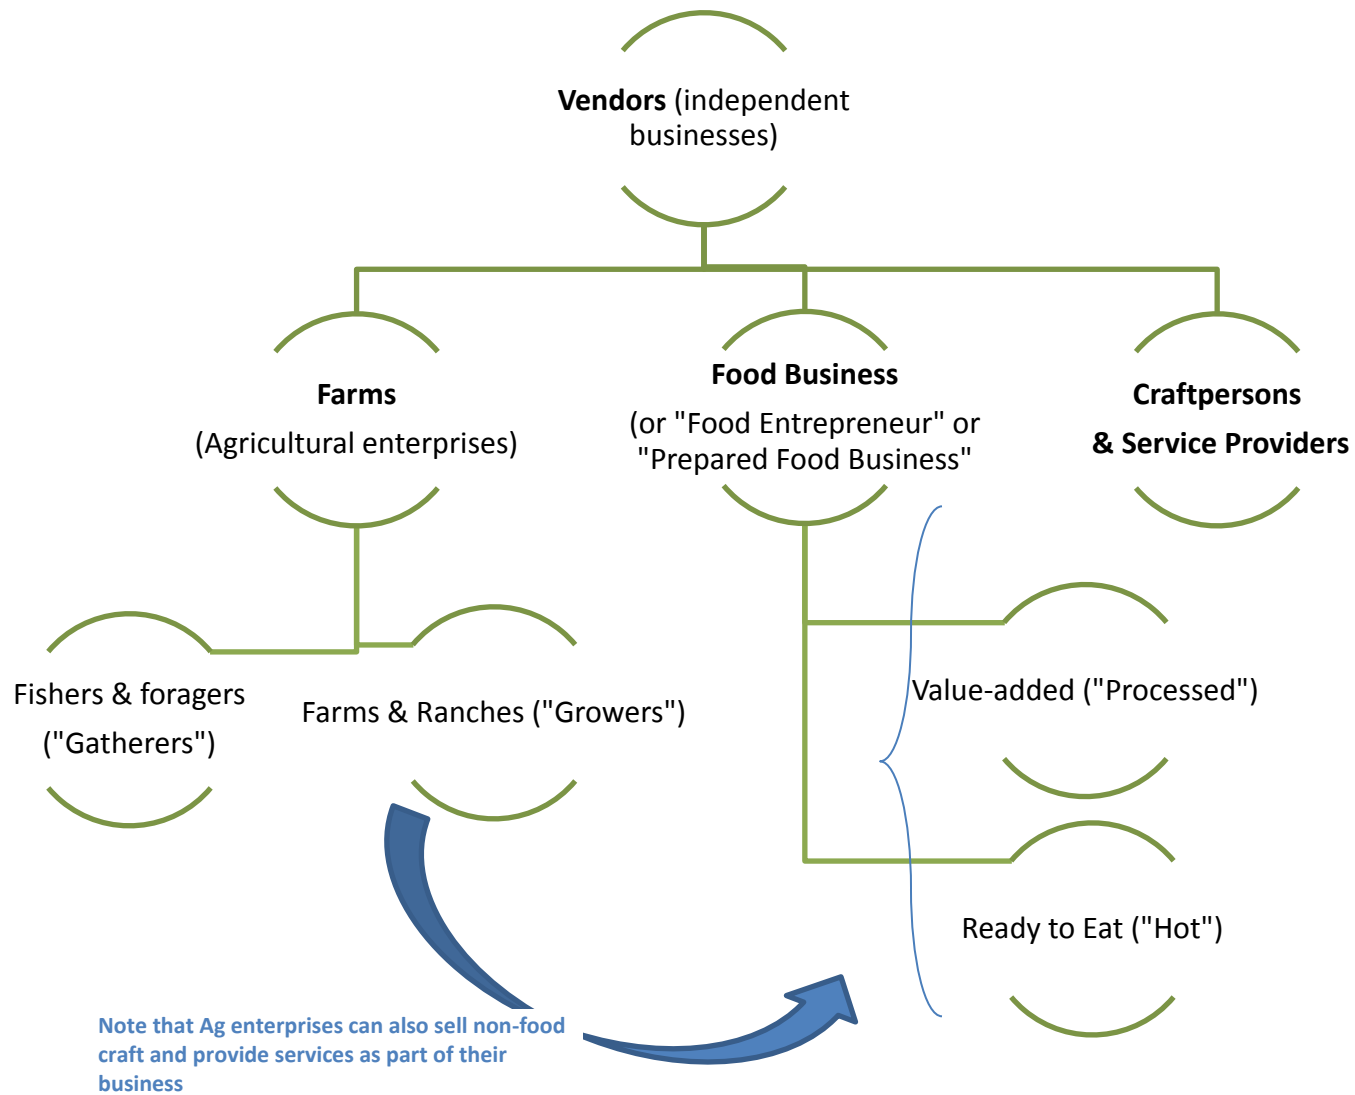 Vendors (independent
businesses)
Farms
(Agricultural enterprises)
Food Business
(or "Food Entrepreneur" or
"Prepared Food Business"
Craftpersons
& Service Providers
Fishers & foragers
("Gatherers")
Farms & Ranches ("Growers")
Value-added ("Processed")
Ready to Eat ("Hot")
Note that Ag enterprises can also sell non-food
craft and provide services as part of their
business